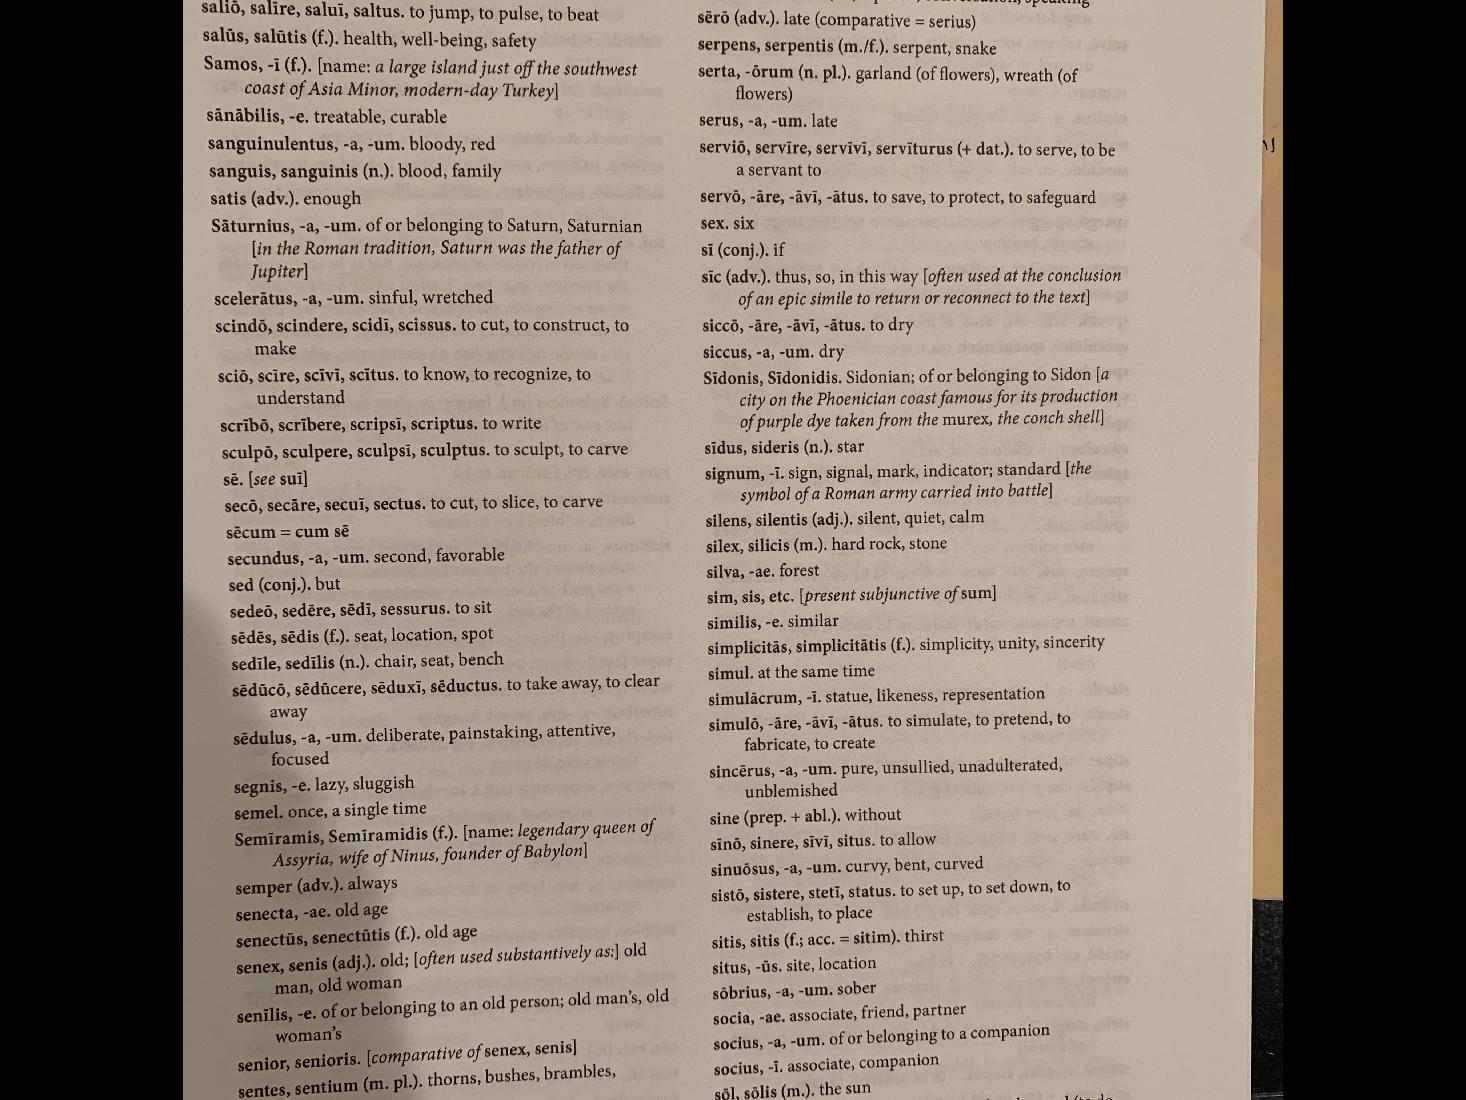 saliō, salīre, saluī, saltus. to jump, to pulse, to beat
salūs, salūtis (f.). health, well-being, safety
Samos, -ī (f.). [name: a large island just off the southwest
coast of Asia Minor, modern-day Turkey]
sānābilis, -e. treatable, curable
sanguinulentus, -a, -um. bloody, red
sanguis, sanguinis (n.). blood, family
satis (adv.). enough
Sāturnius, -a, -um. of or belonging to Saturn, Saturnian
[in the Roman tradition, Saturn was the father of
Jupiter]
scelerātus, -a, -um. sinful, wretched
scindō, scindere, scidī, scissus. to cut, to construct, to
make
sciō, scīre, scīvī, scītus. to know, to recognize, to
understand
scrībō, scrībere, scripsī, scriptus. to write
sculpō, sculpere, sculpsī, sculptus. to sculpt, to carve
sē. [see suī]
secō, secāre, secuī, sectus. to cut, to slice, to carve
sēcum = cum sē
secundus, -a, -um. second, favorable
sed (conj.). but
sedeō, sedēre, sēdī, sessurus. to sit
sēdēs, sēdis (f.). seat, location, spot
sedīle, sedīlis (n.). chair, seat, bench
sēdūcō, sēdūcere, sēduxī, sēductus. to take away, to clear
away
sēdulus, -a, -um. deliberate, painstaking, attentive,
focused
segnis, -e. lazy, sluggish
semel. once, a single time
Semīramis, Semīramidis (f.). [name: legendary queen of
Assyria, wife of Ninus, founder of Babylon]
semper (adv.). always
senecta, -ae. old age
senectūs, senectūtis (f.). old age
senex, senis (adj.). old; [often used substantively as:] old
man, old woman
senīlis, -e. of or belonging to an old person; old man's, old
woman's
senior, senioris. [comparative of senex, senis]
sentes, sentium (m. pl.). thorns, bushes, brambles,
speaking
sērō (adv.). late (comparative = serius)
serpens, serpentis (m./f.). serpent, snake
serta, -ōrum (n. pl.). garland (of flowers), wreath (of
flowers)
serus, -a, -um. late
serviō, servīre, servīvī, servīturus (+ dat.). to serve, to be
a servant to
servō, -āre, -āvī, -ātus. to save, to protect, to safeguard
sex. six
sī (conj.). if
sīc (adv.). thus, so, in this way [often used at the conclusion
of an epic simile to return or reconnect to the text]
siccō, -āre, -āvī, -ātus. to dry
siccus, -a, -um. dry
Sīdonis, Sīdonidis. Sidonian; of or belonging to Sidon [a
city on the Phoenician coast famous for its production
of purple dye taken from the murex, the conch shell]
sīdus, sideris (n.). star
signum, -ī. sign, signal, mark, indicator; standard [the
symbol of a Roman army carried into battle]
silens, silentis (adj.). silent, quiet, calm
silex, silicis (m.). hard rock, stone
silva, -ae. forest
sim, sis, etc. [present subjunctive of sum]
similis, -e. similar
simplicitās, simplicitātis (f.). simplicity, unity, sincerity
simul. at the same time
simulācrum, -ī. statue, likeness, representation
simulō, -āre, -āvī, -ātus. to simulate, to pretend, to
fabricate, to create
sincērus, -a, -um. pure, unsullied, unadulterated,
unblemished
sine (prep. + abl.). without
sinō, sinere, sīvī, situs. to allow
sinuōsus, -a, -um. curvy, bent, curved
sistō, sistere, stetī, status. to set up, to set down, to
establish, to place
sitis, sitis (f.; acc. = sitim). thirst
situs, -ūs. site, location
sōbrius, -a, -um. sober
socia, -ae. associate, friend, partner
socius, -a, -um. of or belonging to a companion
socius, -ī. associate, companion
sōl, sōlis (m.). the sun